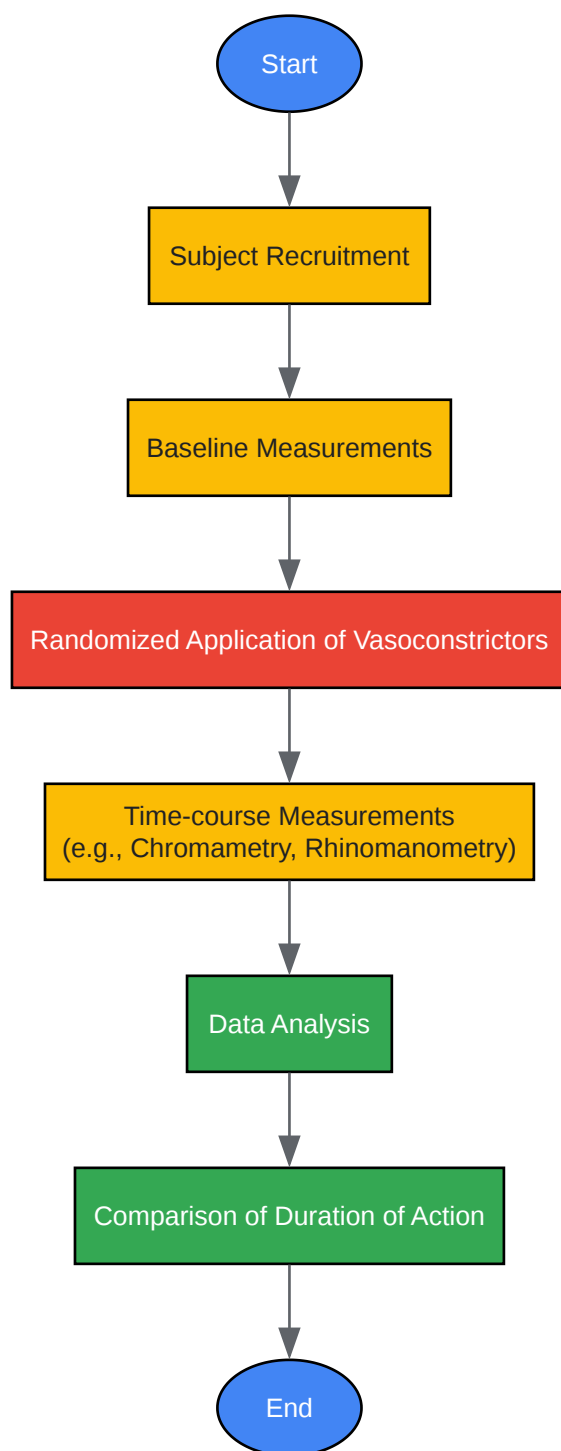 Start
Subject Recruitment
Baseline Measurements
Randomized Application of Vasoconstrictors
Time-course Measurements
(e.g., Chromametry, Rhinomanometry)
Data Analysis
Comparison of Duration of Action
End